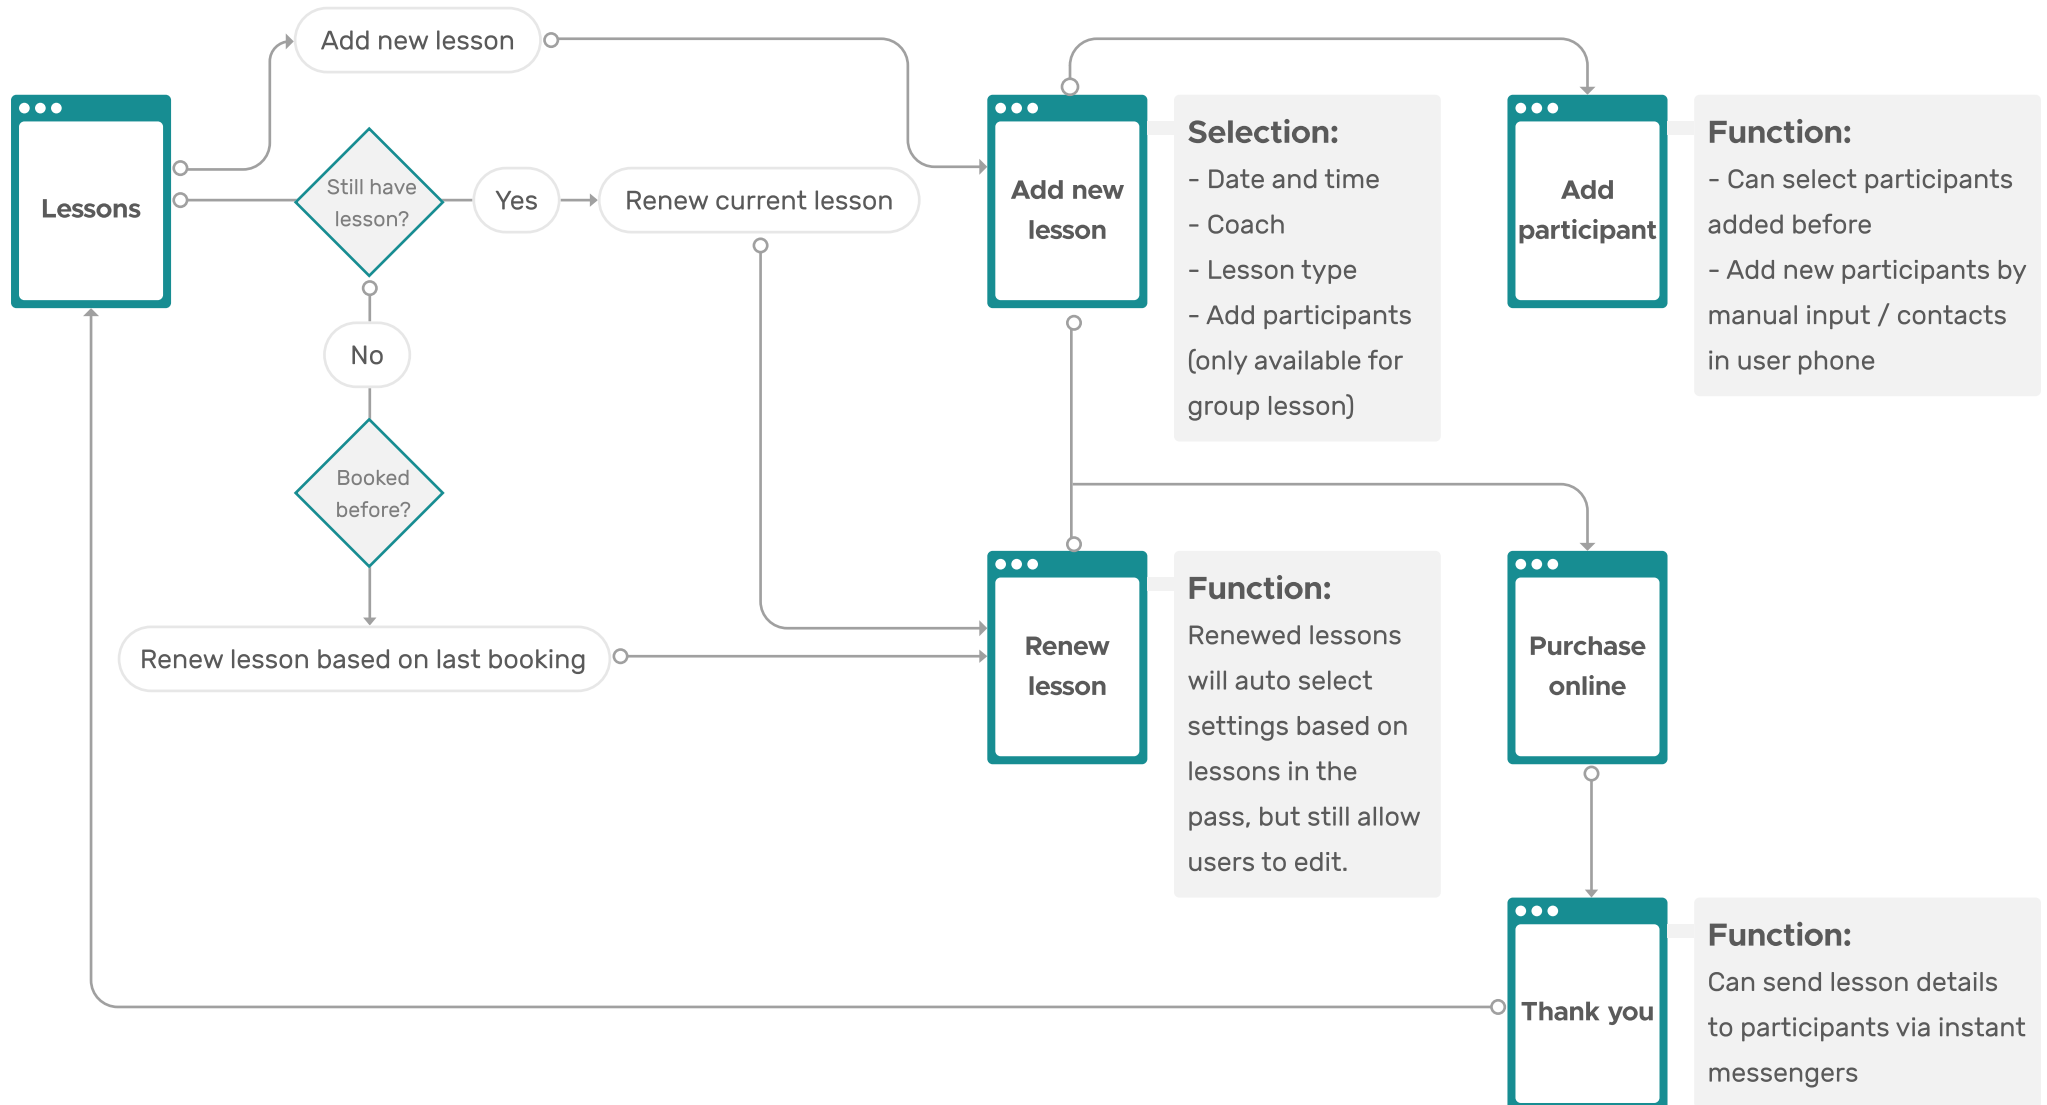 Add new lesson
Lessons
Still have
lesson?
Yes
Renew current lesson
No
Booked
before?
Renew lesson based on last booking
Add new
lesson
Selection:
- Date and time
- Coach
- Lesson type
- Add participants
(only available for
group lesson)
Add
participant
Function:
- Can select participants
added before
- Add new participants by
manual input / contacts
in user phone
Renew
lesson
Function:
Renewed lessons
will auto select
settings based on
lessons in the
pass, but still allow
users to edit.
Purchase
online
Thank you
Function:
Can send lesson details
to participants via instant
messengers